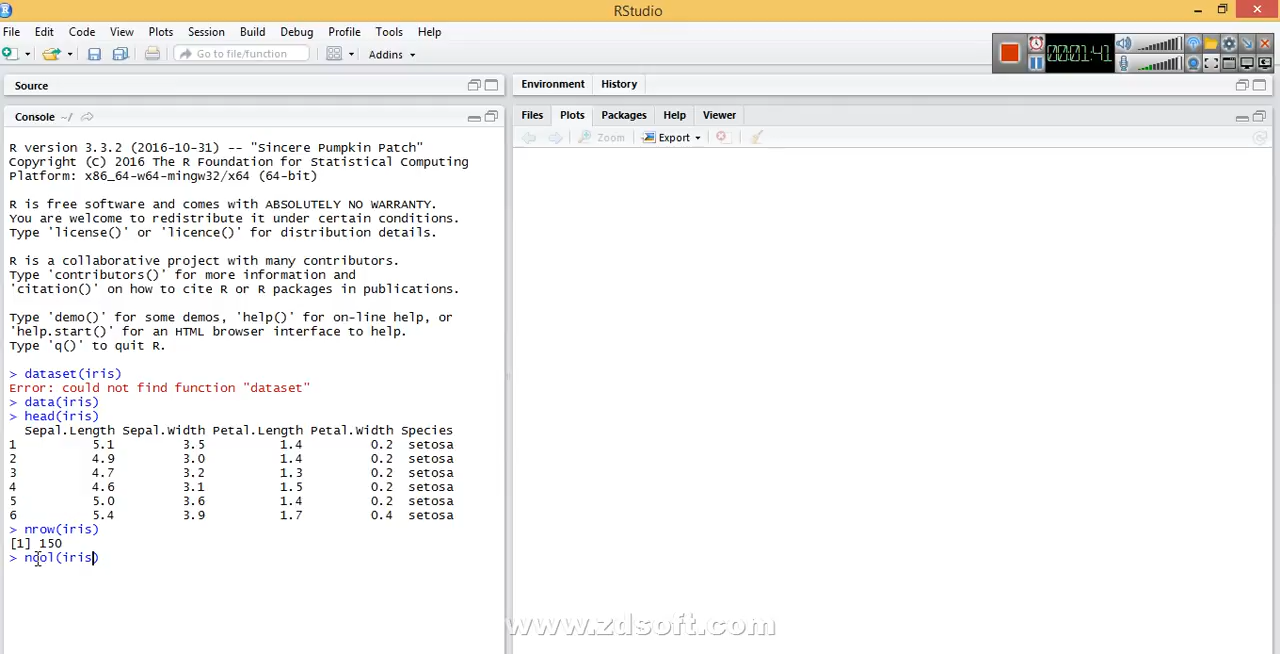 RStudio
File Edit Code View Plots Session Build Debug Profile Tools Help
Go to file/function Addins
00:01:41
Source
Environment History
Console ~/
Files Plots Packages Help Viewer
Zoom Export
R version 3.3.2 (2016-10-31) -- "Sincere Pumpkin Patch"
Copyright (C) 2016 The R Foundation for Statistical Computing
Platform: x86_64-w64-mingw32/x64 (64-bit)
R is free software and comes with ABSOLUTELY NO WARRANTY.
You are welcome to redistribute it under certain conditions.
Type 'license()' or 'licence()' for distribution details.
R is a collaborative project with many contributors.
Type 'contributors()' for more information and
'citation()' on how to cite R or R packages in publications.
Type 'demo()' for some demos, 'help()' for on-line help, or
'help.start()' for an HTML browser interface to help.
Type 'q()' to quit R.
> dataset(iris)
Error: could not find function "dataset"
> data(iris)
> head(iris)
Sepal.Length Sepal.Width Petal.Length Petal.Width Species
1 5.1 3.5 1.4 0.2 setosa
2 4.9 3.0 1.4 0.2 setosa
3 4.7 3.2 1.3 0.2 setosa
4 4.6 3.1 1.5 0.2 setosa
5 5.0 3.6 1.4 0.2 setosa
6 5.4 3.9 1.7 0.4 setosa
> nrow(iris)
[1] 150
> ncol(iris)
www.zdsoft.com